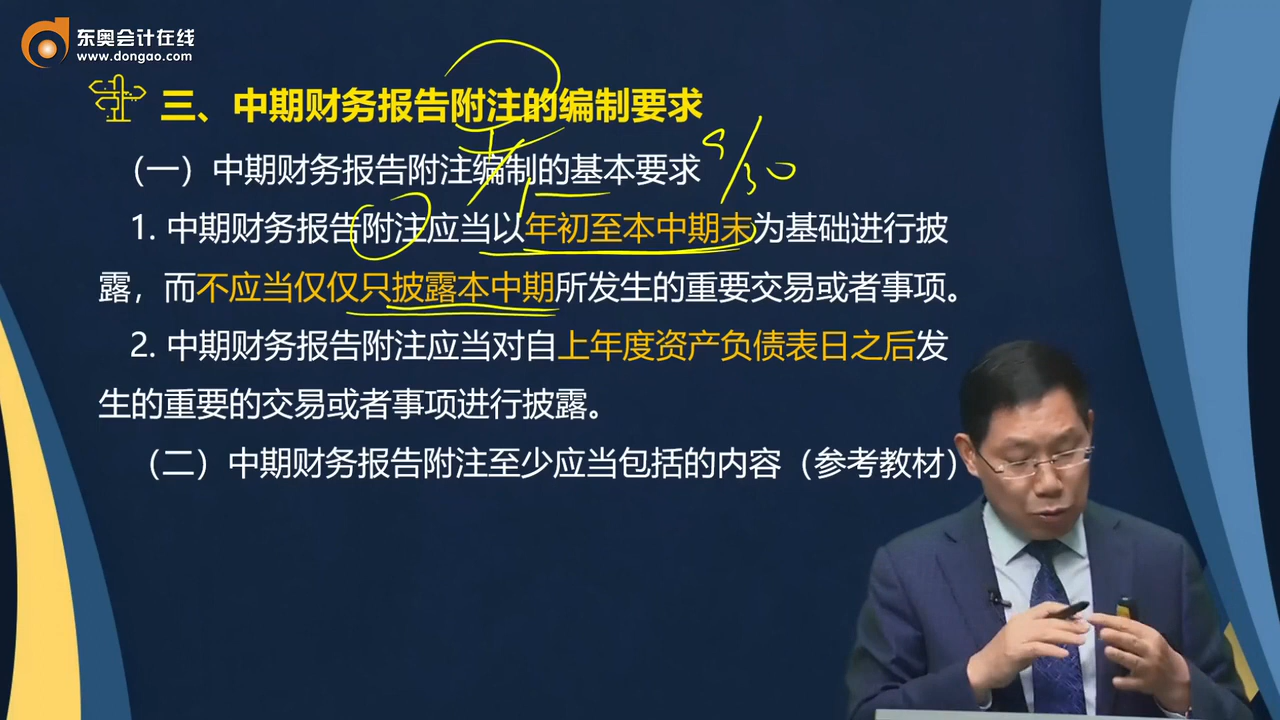 东奥会计在线
www.dongao.com
三、中期财务报告附注的编制要求
（一）中期财务报告附注编制的基本要求 9/30
1. 中期财务报告附注应当以年初至本中期末为基础进行披
露，而不应当仅仅只披露本中期所发生的重要交易或者事项。
2. 中期财务报告附注应当对自上年度资产负债表日之后发
生的重要的交易或者事项进行披露。
（二）中期财务报告附注至少应当包括的内容（参考教材）